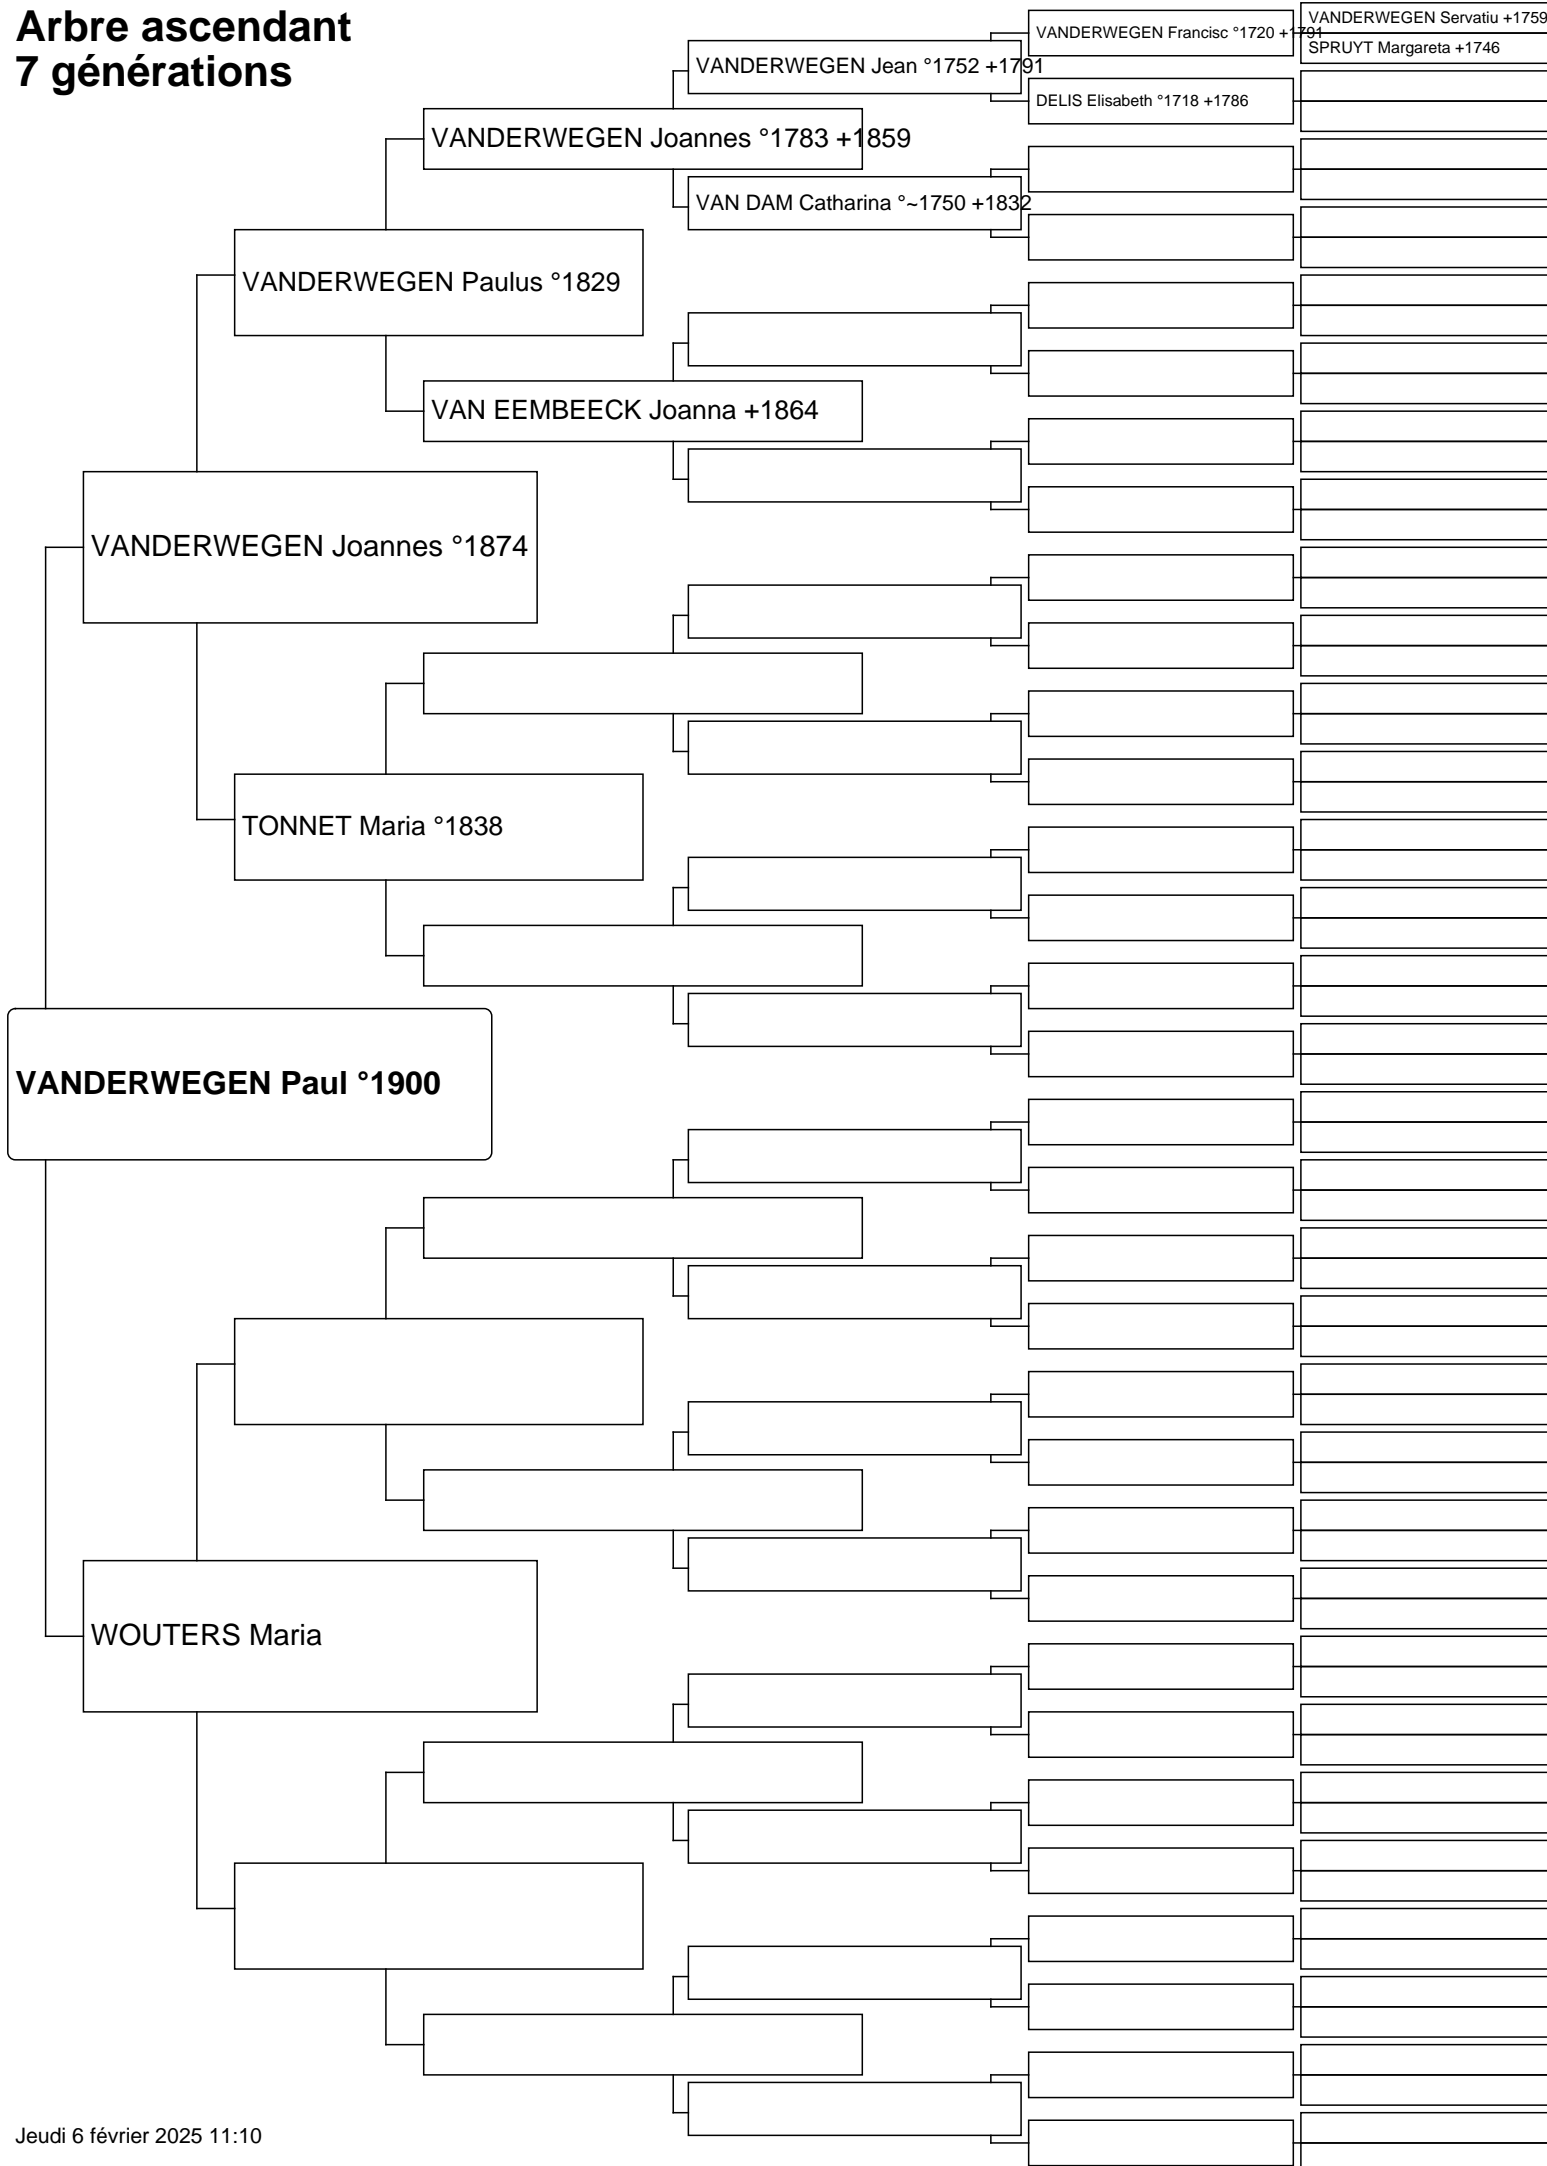 Arbre ascendant
7 générations
VANDERWEGEN Servatiu +1759
VANDERWEGEN Francisc °1720 +1791
SPRUYT Margareta +1746
VANDERWEGEN Jean °1752 +1791
DELIS Elisabeth °1718 +1786
VANDERWEGEN Joannes °1783 +1859
VAN DAM Catharina °~1750 +1832
VANDERWEGEN Paulus °1829
VAN EEMBEECK Joanna +1864
VANDERWEGEN Joannes °1874
TONNET Maria °1838
VANDERWEGEN Paul °1900
WOUTERS Maria
Jeudi 6 février 2025 11:10